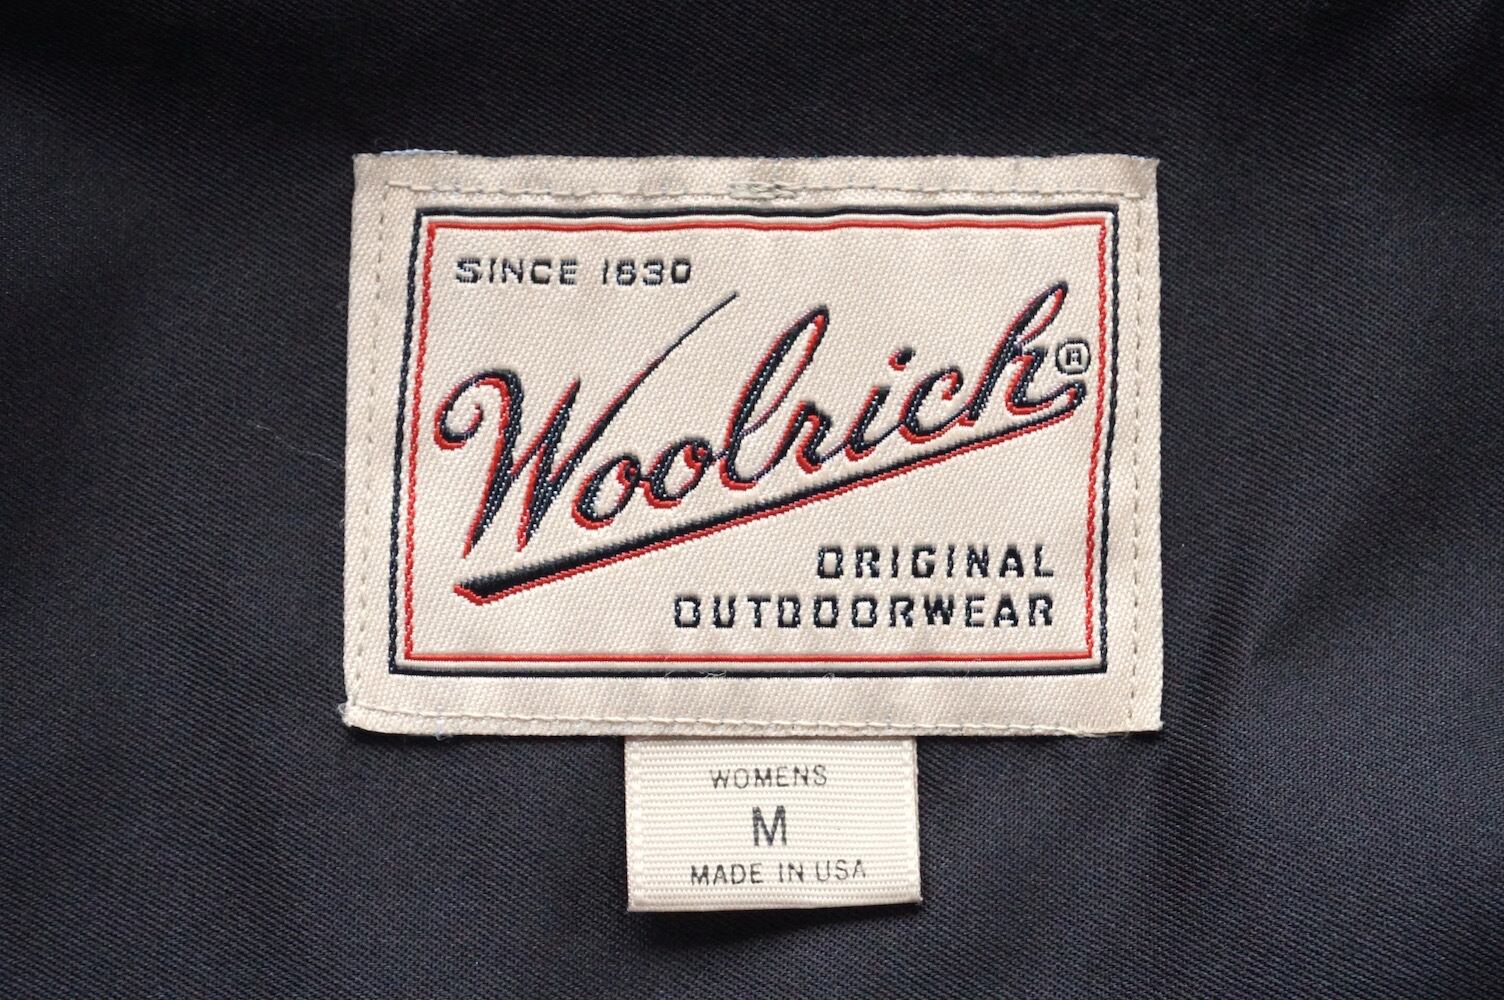 SINCE 1830
Woolrich®
ORIGINAL
OUTDOORWEAR
WOMENS
M
MADE IN USA